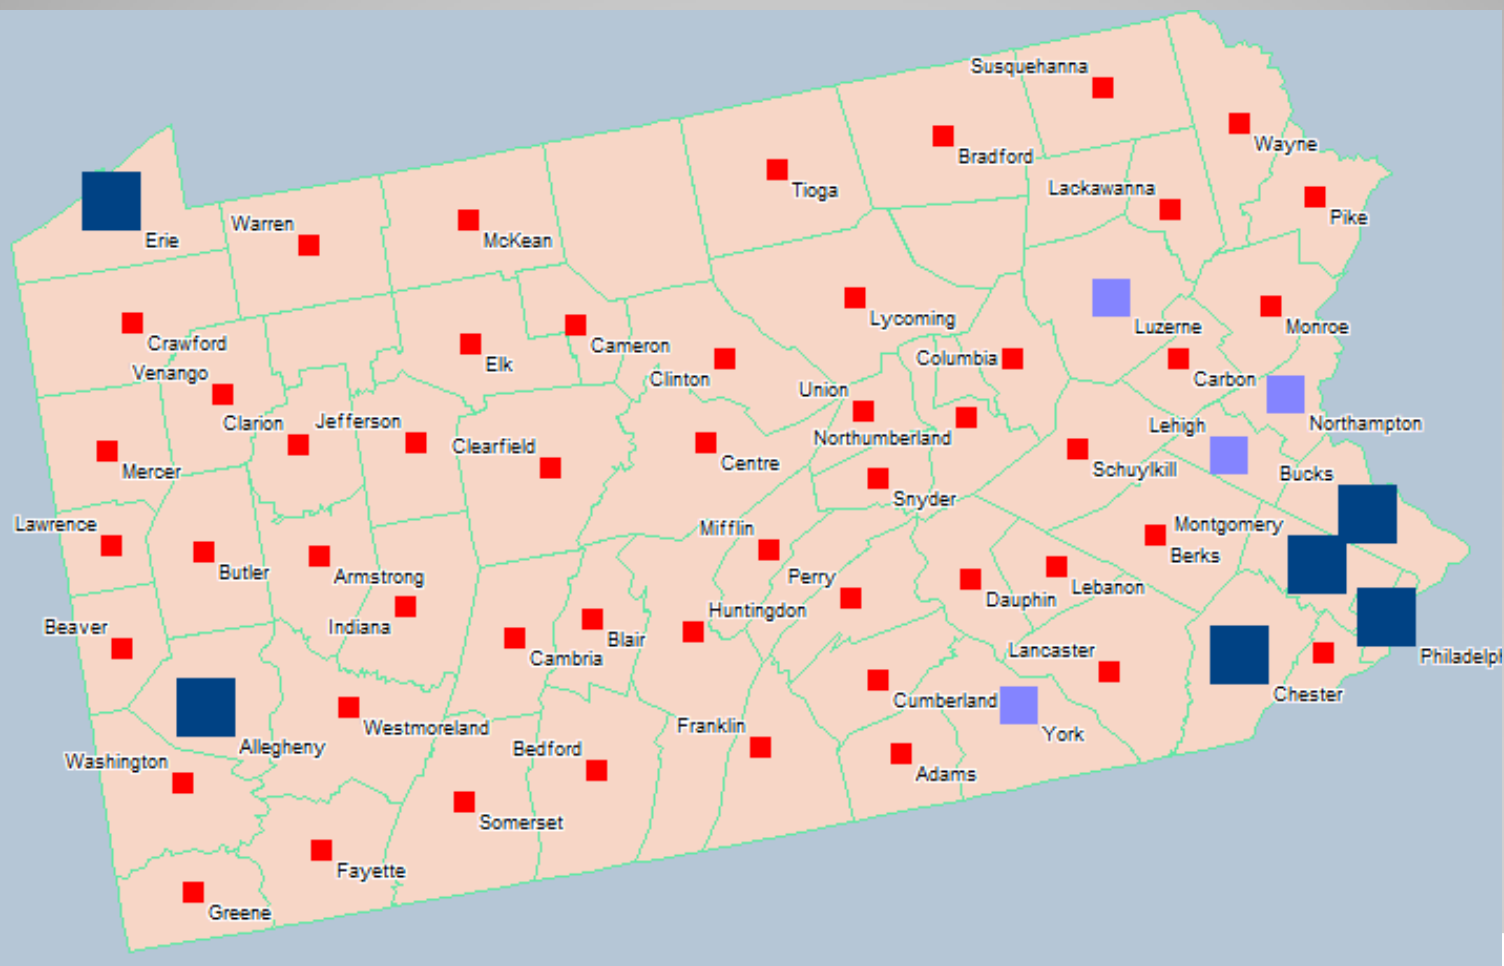 Susquehanna
Wayne
Bradford
Tioga
Lackawanna
Pike
Warren
McKean
Erie
Lycoming
Luzerne
Monroe
Crawford
Cameron
Elk
Columbia
Venango
Clinton
Carbon
Union
Clarion
Jefferson
Northampton
Lehigh
Northumberland
Clearfield
Centre
Mercer
Schuylkill
Bucks
Snyder
Lawrence
Mifflin
Montgomery
Berks
Butler
Armstrong
Perry
Lebanon
Dauphin
Huntingdon
Beaver
Indiana
Blair
Cambria
Lancaster
Philadelph
Chester
Cumberland
Westmoreland
Franklin
York
Allegheny
Bedford
Washington
Adams
Somerset
Fayette
Greene